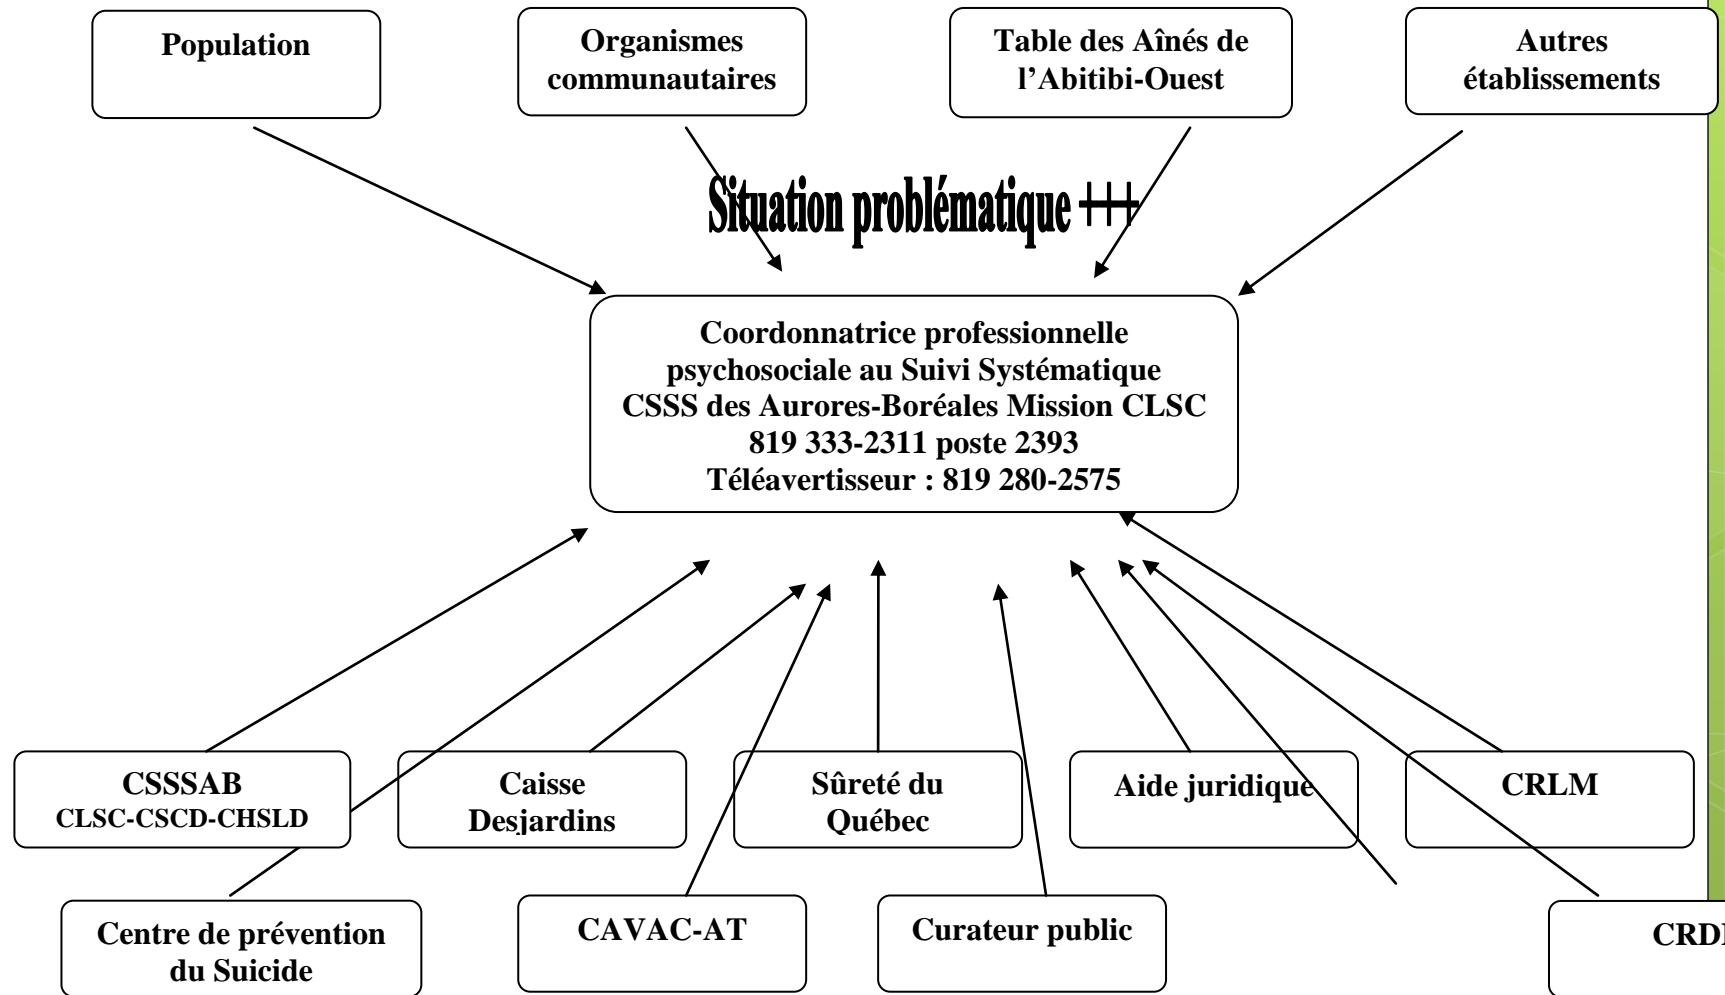 Population
Organismes
communautaires
Table des Aînés de
l'Abitibi-Ouest
Autres
établissements
Situation problématique +++
Coordonnatrice professionnelle
psychosociale au Suivi Systématique
CSSS des Aurores-Boréales Mission CLSC
819 333-2311 poste 2393
Téléavertisseur : 819 280-2575
CSSSAB
CLSC-CSCD-CHSLD
Caisse
Desjardins
Sûreté du
Québec
Aide juridique
CRLM
Centre de prévention
du Suicide
CAVAC-AT
Curateur public